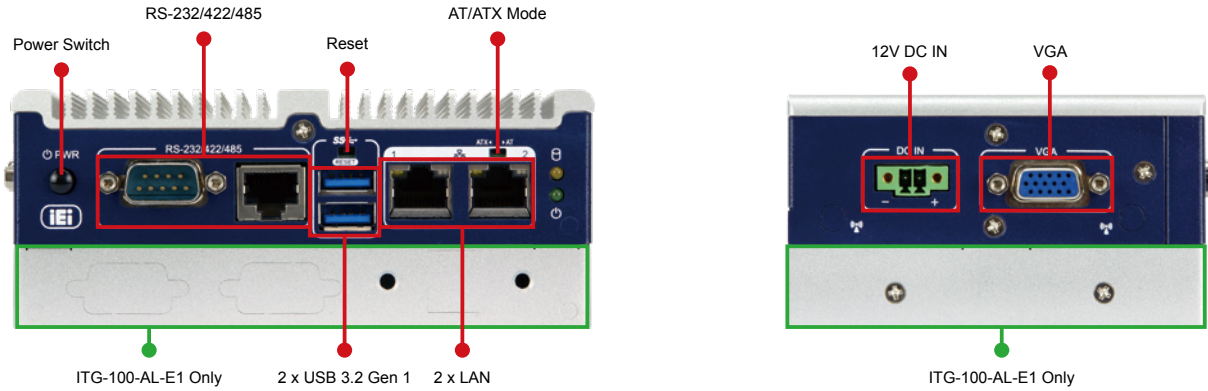 RS-232/422/485
AT/ATX Mode
Power Switch
Reset
12V DC IN
VGA
PWR
RS-232/422/485
SS
RESET
1
ATX
AT
2
iEi
DC IN
− +
VGA
ITG-100-AL-E1 Only
2 x USB 3.2 Gen 1
2 x LAN
ITG-100-AL-E1 Only